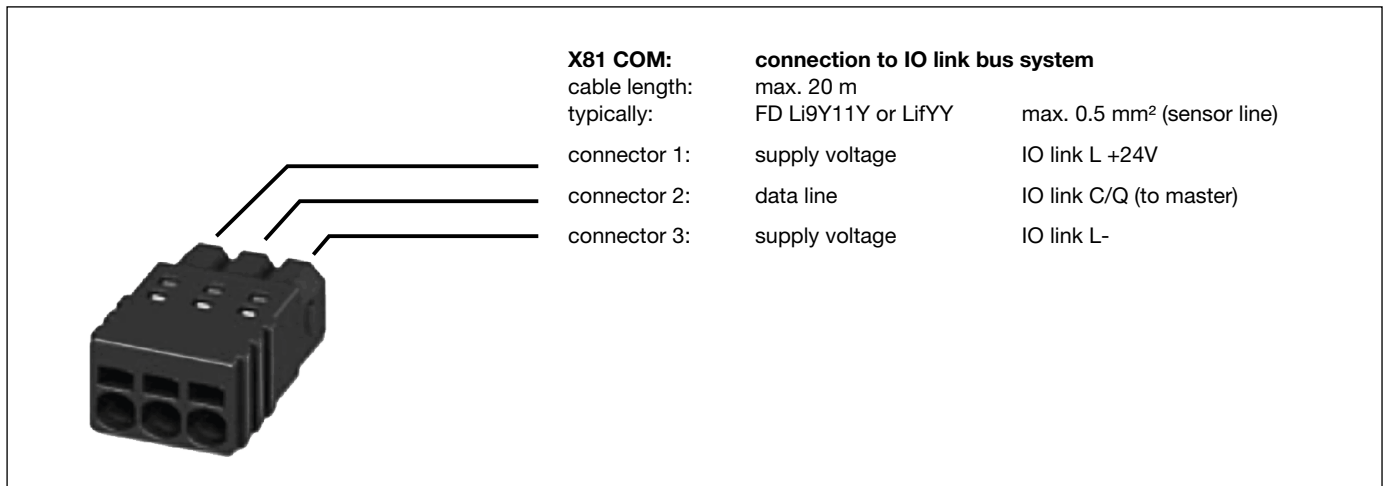 X81 COM: connection to IO link bus system
cable length: max. 20 m
typically: FD Li9Y11Y or LifYY max. 0.5 mm² (sensor line)
connector 1: supply voltage IO link L +24V
connector 2: data line IO link C/Q (to master)
connector 3: supply voltage IO link L-